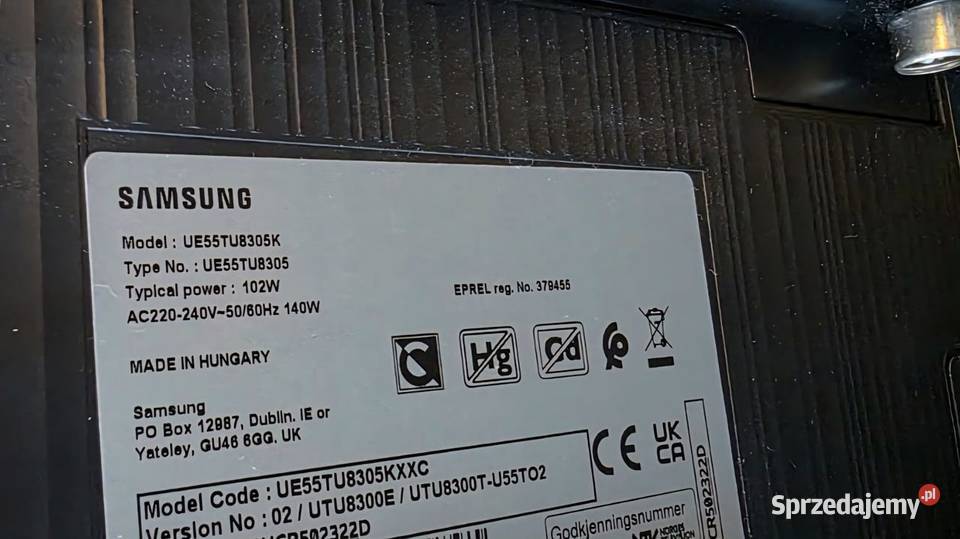 SAMSUNG
Model : UE55TU8305K
Type No. : UE55TU8305
Typical power : 102W
AC220-240V~50/60Hz 140W
EPREL reg. No. 379455
MADE IN HUNGARY
Hg
Cd
Samsung
PO Box 12987, Dublin. IE or
Yateley, GU46 6GG. UK
CE
UK
CA
Model Code : UE55TU8305KXXC
Version No : 02 / UTU8300E / UTU8300T-U55TO2
CR502322D
Godkjenningsnummer
CR502322D
Sprzedajemy.pl